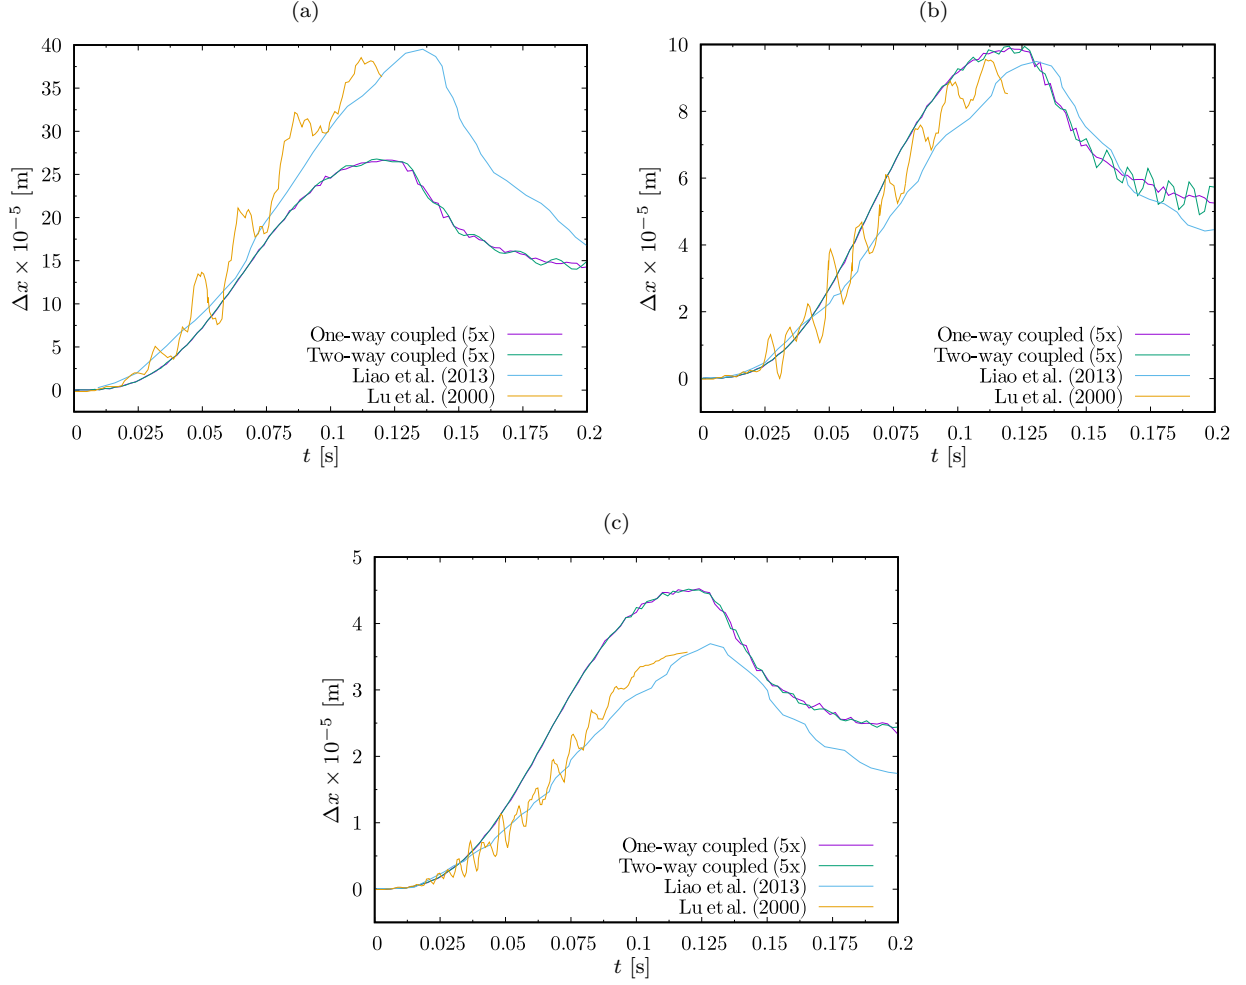 (a)
40
35
30
25
20
15
10
5
0
Δx × 10⁻⁵ [m]
One-way coupled (5x)
Two-way coupled (5x)
Liao et al. (2013)
Lu et al. (2000)
0 0.025 0.05 0.075 0.1 0.125 0.15 0.175 0.2
t [s]
(b)
10
8
6
4
2
0
Δx × 10⁻⁵ [m]
One-way coupled (5x)
Two-way coupled (5x)
Liao et al. (2013)
Lu et al. (2000)
0 0.025 0.05 0.075 0.1 0.125 0.15 0.175 0.2
t [s]
(c)
5
4
3
2
1
0
Δx × 10⁻⁵ [m]
One-way coupled (5x)
Two-way coupled (5x)
Liao et al. (2013)
Lu et al. (2000)
0 0.025 0.05 0.075 0.1 0.125 0.15 0.175 0.2
t [s]